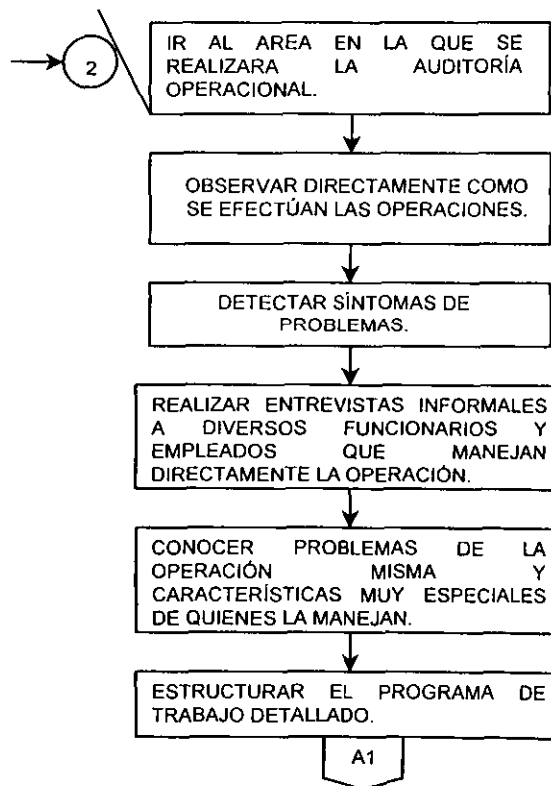 2
IR AL AREA EN LA QUE SE
REALIZARA LA AUDITORÍA
OPERACIONAL.
OBSERVAR DIRECTAMENTE COMO
SE EFECTÚAN LAS OPERACIONES.
DETECTAR SÍNTOMAS DE
PROBLEMAS.
REALIZAR ENTREVISTAS INFORMALES
A DIVERSOS FUNCIONARIOS Y
EMPLEADOS QUE MANEJAN
DIRECTAMENTE LA OPERACIÓN.
CONOCER PROBLEMAS DE LA
OPERACIÓN MISMA Y
CARACTERÍSTICAS MUY ESPECIALES
DE QUIENES LA MANEJAN.
ESTRUCTURAR EL PROGRAMA DE
TRABAJO DETALLADO.
A1